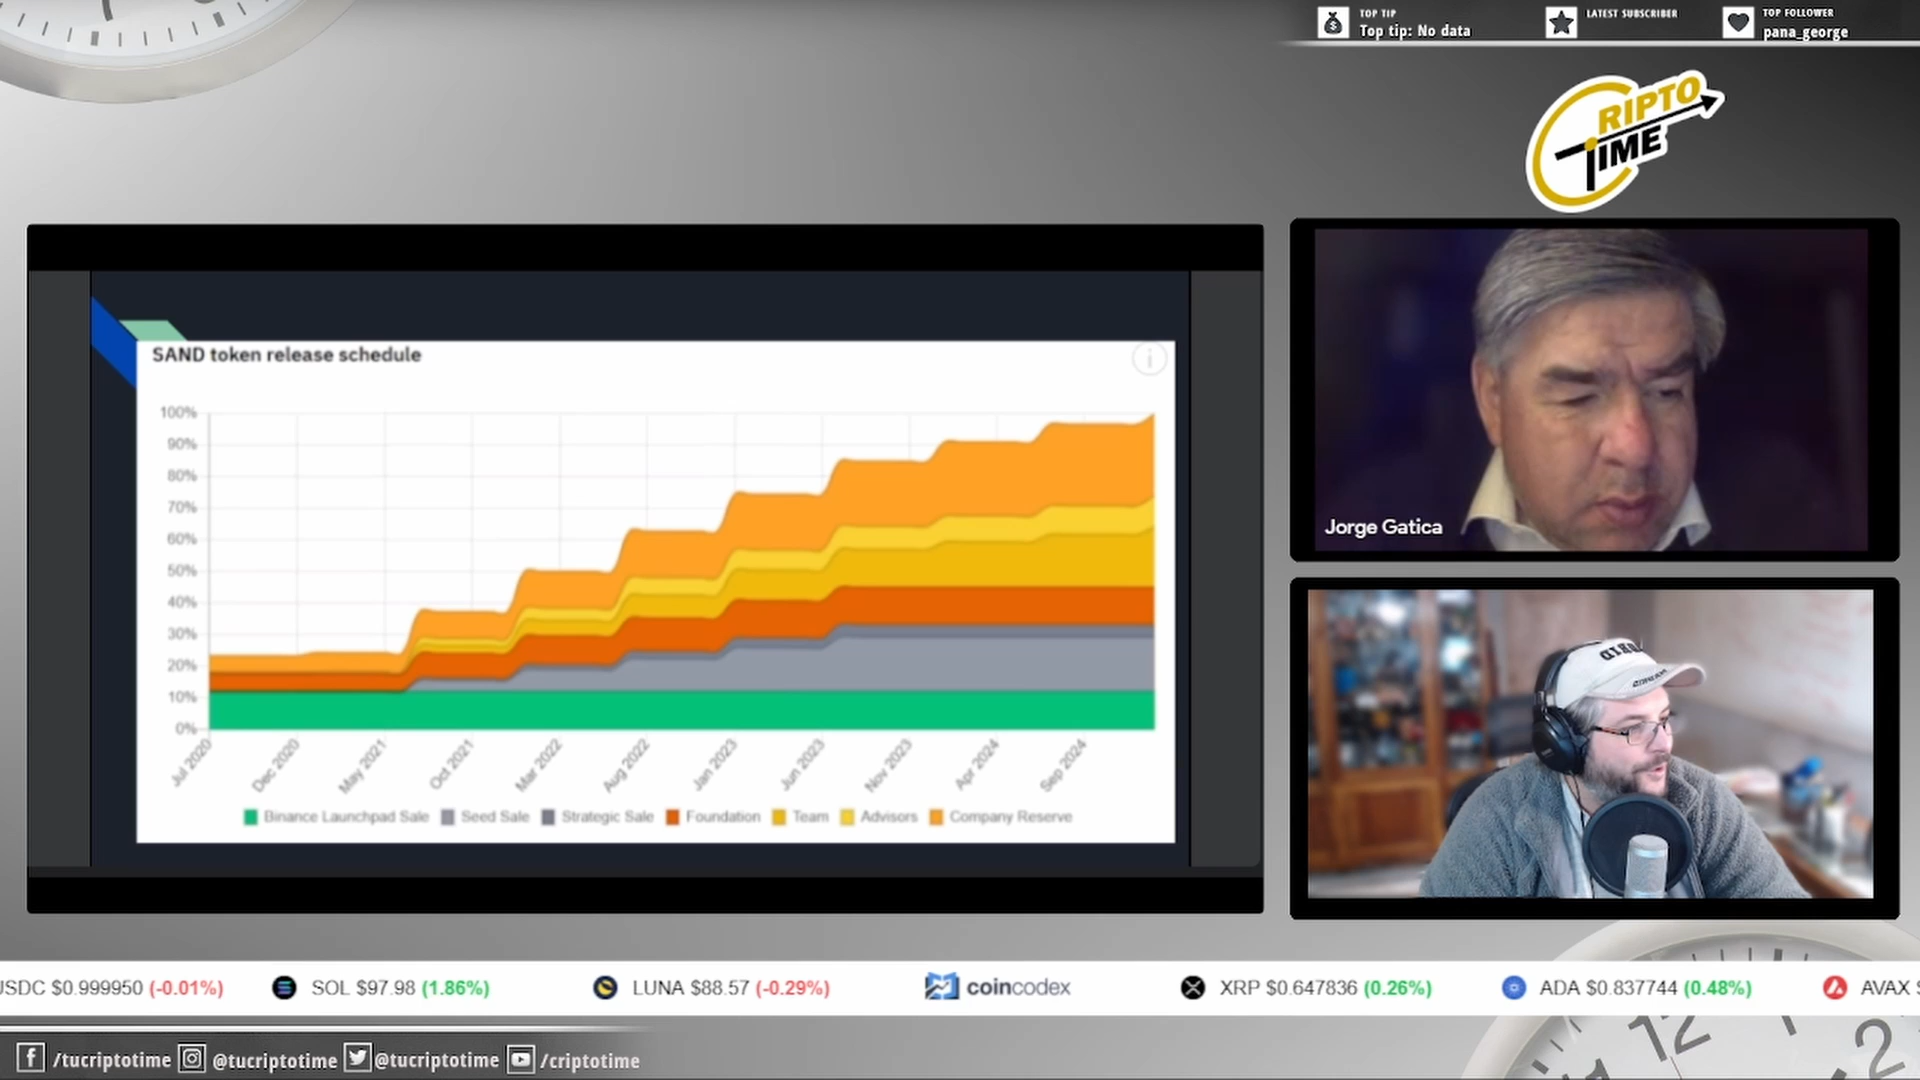 TOP TIP
Top tip: No data
LATEST SUBSCRIBER
TOP FOLLOWER
pana_george
CRIPTO
TIME
SAND token release schedule
100%
90%
80%
70%
60%
50%
40%
30%
20%
10%
0%
Jul 2020
Dec 2020
May 2021
Oct 2021
Mar 2022
Aug 2022
Jan 2023
Jun 2023
Nov 2023
Apr 2024
Sep 2024
Binance Launchpad Sale
Seed Sale
Strategic Sale
Foundation
Team
Advisors
Company Reserve
Jorge Gatica
USDC $0.999950 (-0.01%)
SOL $97.98 (1.86%)
LUNA $88.57 (-0.29%)
coincodex
XRP $0.647836 (0.26%)
ADA $0.837744 (0.48%)
AVAX
/tucriptotime
@tucriptotime
@tucriptotime
/criptotime
12
1
2